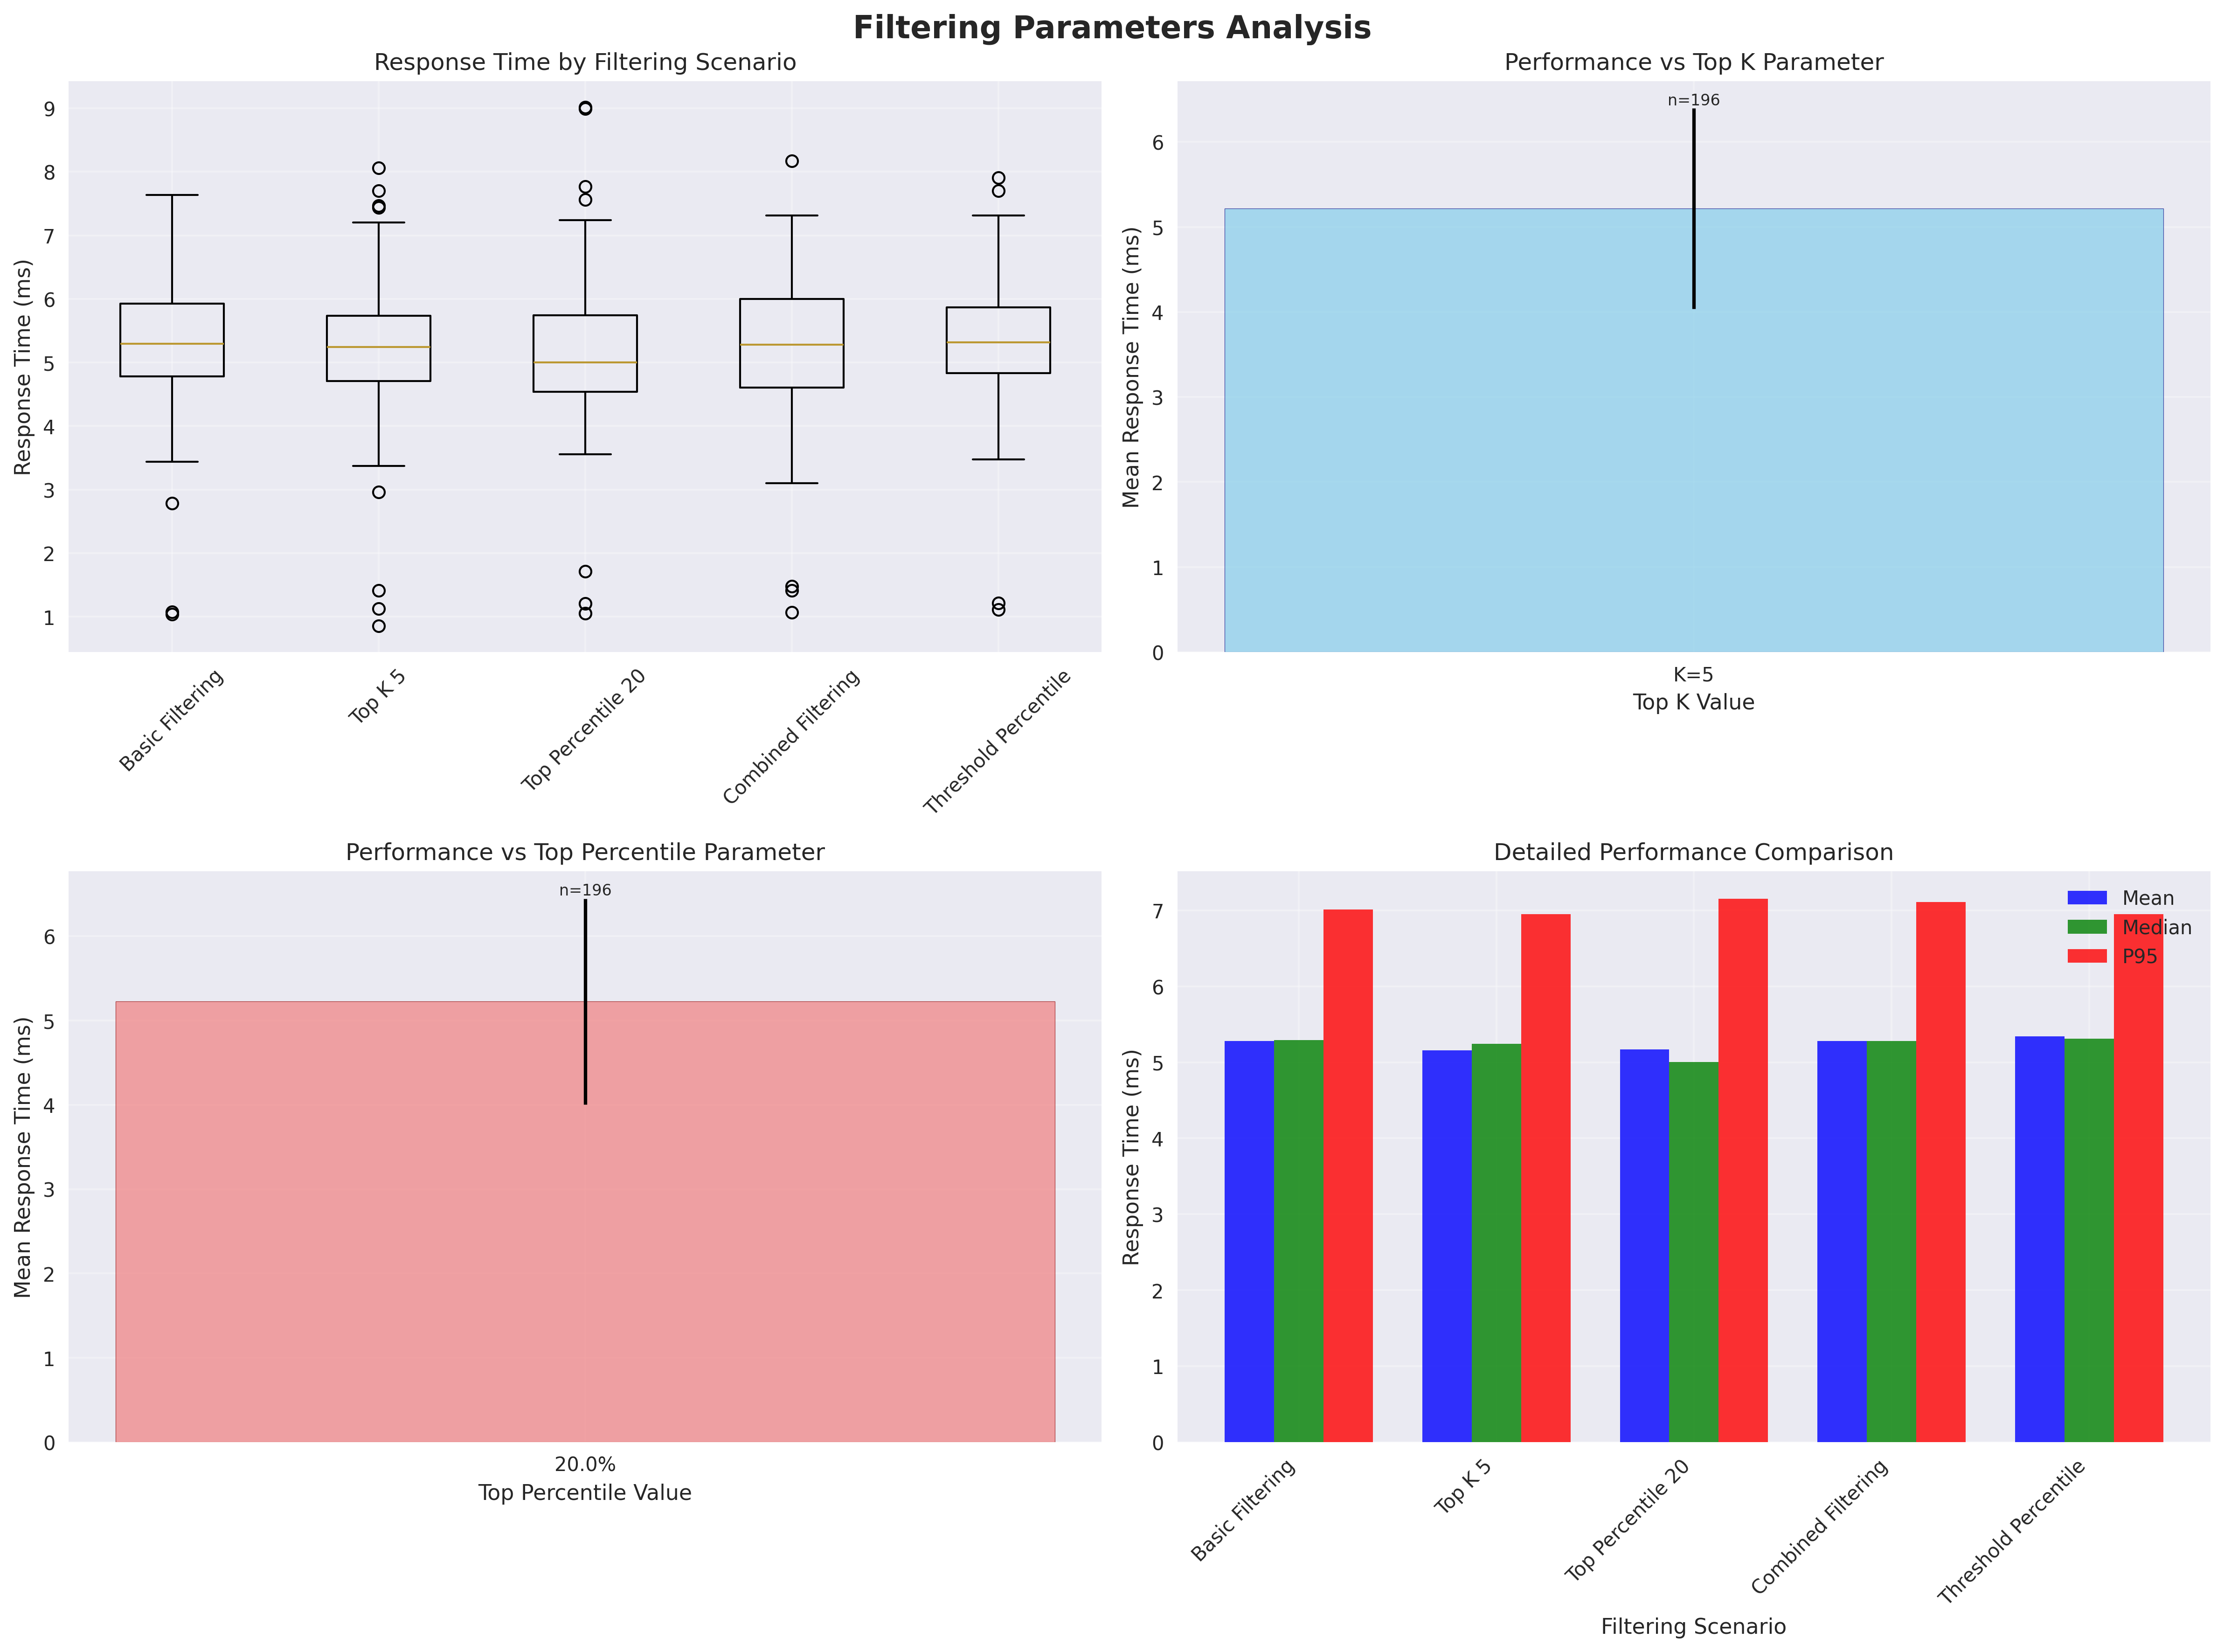 Filtering Parameters Analysis
Response Time by Filtering Scenario
Response Time (ms)
9
8
7
6
5
4
3
2
1
Basic Filtering
Top K 5
Top Percentile 20
Combined Filtering
Threshold Percentile
Performance vs Top K Parameter
n=196
Mean Response Time (ms)
6
5
4
3
2
1
0
K=5
Top K Value
Performance vs Top Percentile Parameter
n=196
Mean Response Time (ms)
6
5
4
3
2
1
0
20.0%
Top Percentile Value
Detailed Performance Comparison
Mean
Median
P95
Response Time (ms)
7
6
5
4
3
2
1
0
Basic Filtering
Top K 5
Top Percentile 20
Combined Filtering
Threshold Percentile
Filtering Scenario